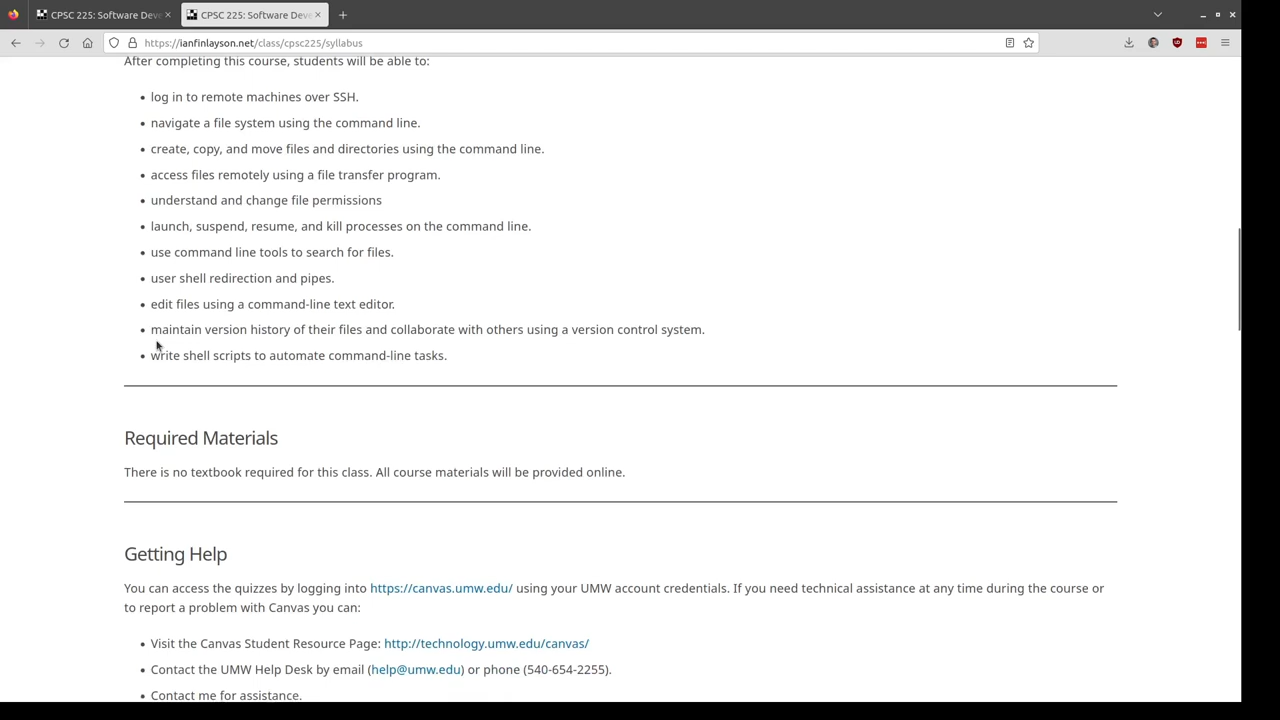 CPSC 225: Software Deve
CPSC 225: Software Deve
https://ianfinlayson.net/class/cpsc225/syllabus
After completing this course, students will be able to:
• log in to remote machines over SSH.
• navigate a file system using the command line.
• create, copy, and move files and directories using the command line.
• access files remotely using a file transfer program.
• understand and change file permissions
• launch, suspend, resume, and kill processes on the command line.
• use command line tools to search for files.
• user shell redirection and pipes.
• edit files using a command-line text editor.
• maintain version history of their files and collaborate with others using a version control system.
• write shell scripts to automate command-line tasks.
Required Materials
There is no textbook required for this class. All course materials will be provided online.
Getting Help
You can access the quizzes by logging into https://canvas.umw.edu/ using your UMW account credentials. If you need technical assistance at any time during the course or
to report a problem with Canvas you can:
• Visit the Canvas Student Resource Page: http://technology.umw.edu/canvas/
• Contact the UMW Help Desk by email (help@umw.edu) or phone (540-654-2255).
• Contact me for assistance.